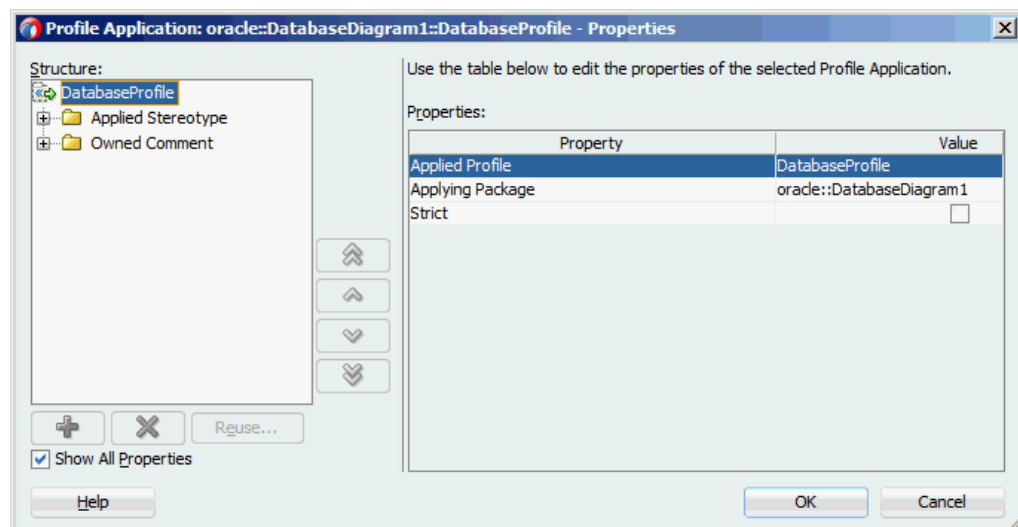 Profile Application: oracle::DatabaseDiagram1::DatabaseProfile - Properties
Structure:
DatabaseProfile
Applied Stereotype
Owned Comment
Reuse...
Show All Properties
Use the table below to edit the properties of the selected Profile Application.
Properties:
Property Value
Applied Profile DatabaseProfile
Applying Package oracle::DatabaseDiagram1
Strict
Help OK Cancel